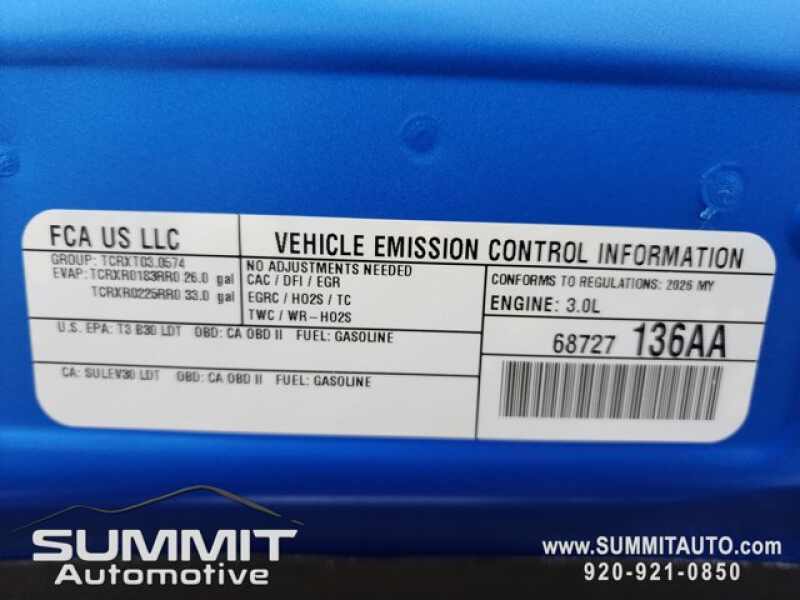 FCA US LLC
GROUP: TCRXT03.0574
EVAP: TCRXR0183RR0 26.0 gal
TCRXR0225RR0 33.0 gal
VEHICLE EMISSION CONTROL INFORMATION
NO ADJUSTMENTS NEEDED
CAC / DFI / EGR
EGRC / HO2S / TC
TWC / WR-HO2S
CONFORMS TO REGULATIONS: 2026 MY
ENGINE: 3.0L
U.S. EPA: T3 B30 LDT OBD: CA OBD II FUEL: GASOLINE
68727 136AA
CA: SULEV30 LDT OBD: CA OBD II FUEL: GASOLINE
SUMMIT
Automotive
www.SUMMITAUTO.com
920-921-0850